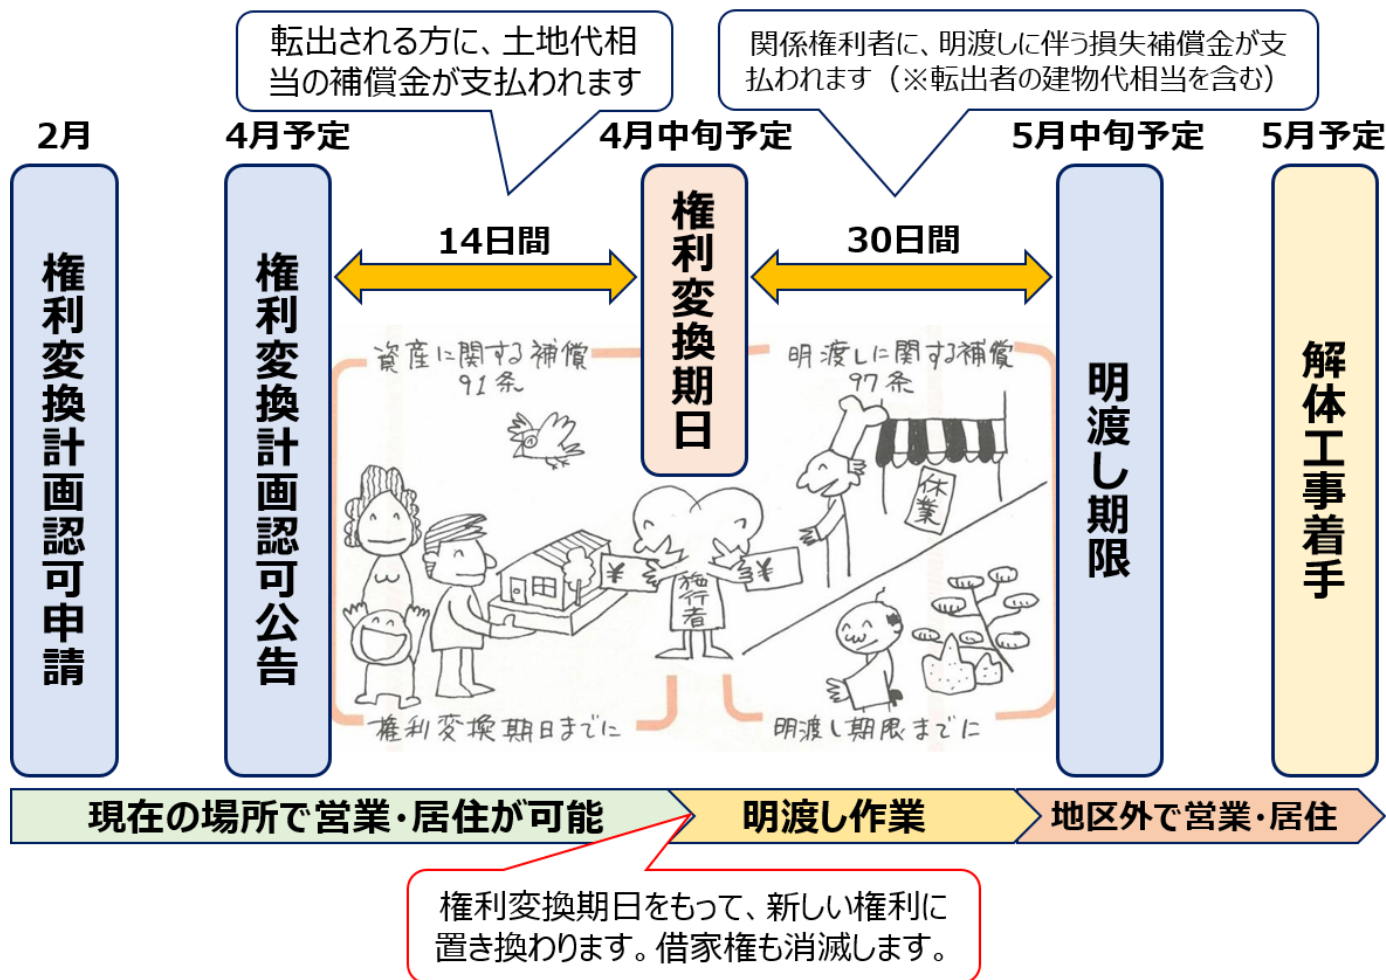 転出される方に、土地代相
当の補償金が支払われます
関係権利者に、明渡しに伴う損失補償金が支
払われます（※転出者の建物代相当を含む）
2月
4月予定
4月中旬予定
5月中旬予定
5月予定
権利変換計画認可申請
権利変換計画認可公告
14日間
権利変換期日
30日間
明渡し期限
解体工事着手
資産に関する補償
91条
明渡しに関する補償
97条
休業
¥
¥
施行者
権利変換期日までに
明渡し期限までに
現在の場所で営業・居住が可能
明渡し作業
地区外で営業・居住
権利変換期日をもって、新しい権利に
置き換わります。借家権も消滅します。